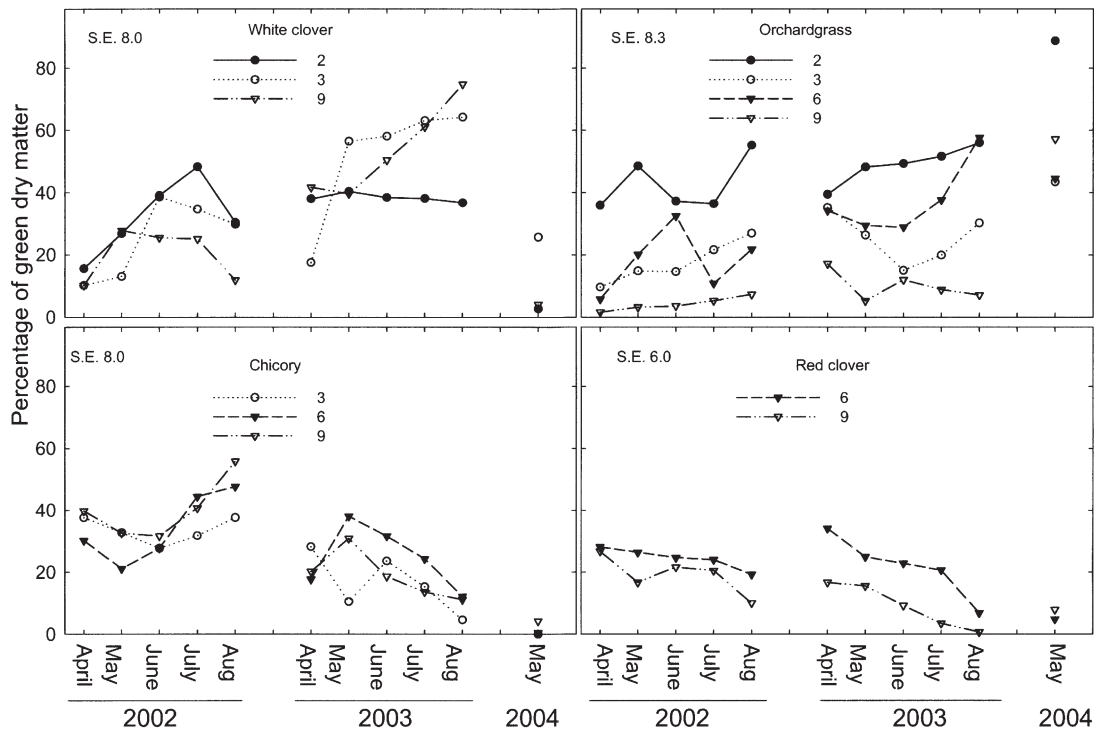 Percentage of green dry matter
S.E. 8.0
White clover
2
3
9
80
60
40
20
0
S.E. 8.3
Orchardgrass
2
3
6
9
S.E. 8.0
Chicory
3
6
9
80
60
40
20
0
S.E. 6.0
Red clover
6
9
April May June July Aug April May June July Aug May
2002 2003 2004
April May June July Aug April May June July Aug May
2002 2003 2004